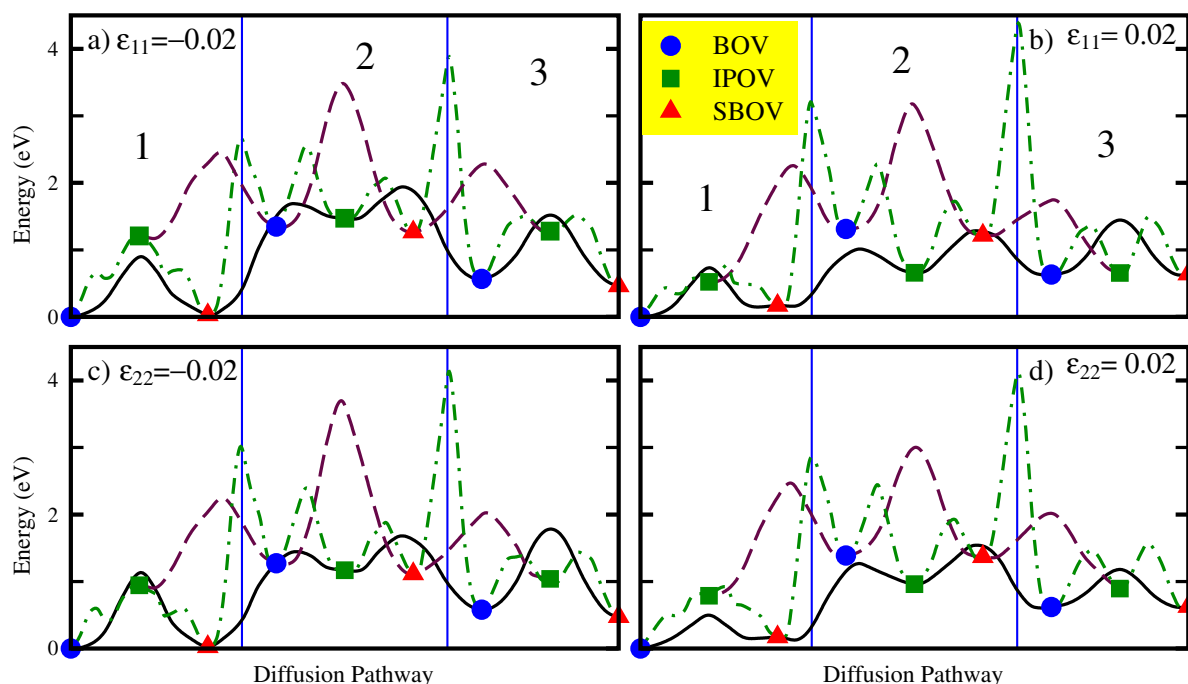 a) ε₁₁=−0.02
1
2
3
4
2
0
Energy (eV)
BOV
IPOV
SBOV
b) ε₁₁= 0.02
1
2
3
c) ε₂₂=−0.02
4
2
0
Energy (eV)
Diffusion Pathway
d) ε₂₂= 0.02
Diffusion Pathway